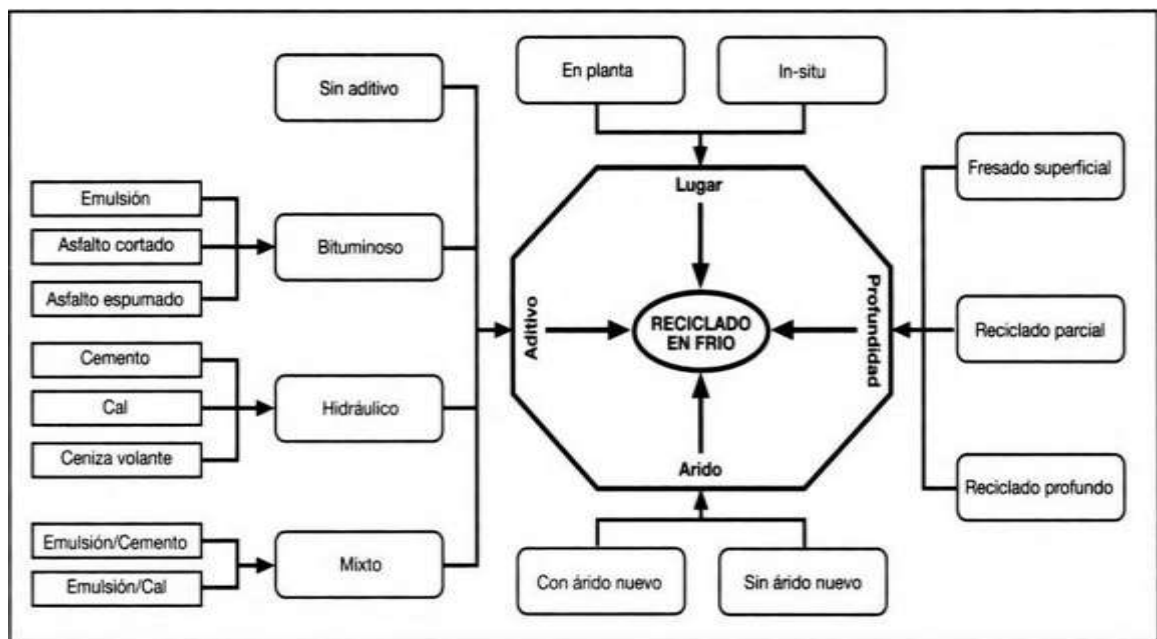 En planta
In-situ
Sin aditivo
Lugar
Fresado superficial
Emulsión
Asfalto cortado
Bituminoso
Asfalto espumado
Aditivo
RECICLADO
EN FRIO
Profundidad
Reciclado parcial
Cemento
Cal
Hidráulico
Ceniza volante
Arido
Reciclado profundo
Emulsión/Cemento
Emulsión/Cal
Mixto
Con árido nuevo
Sin árido nuevo